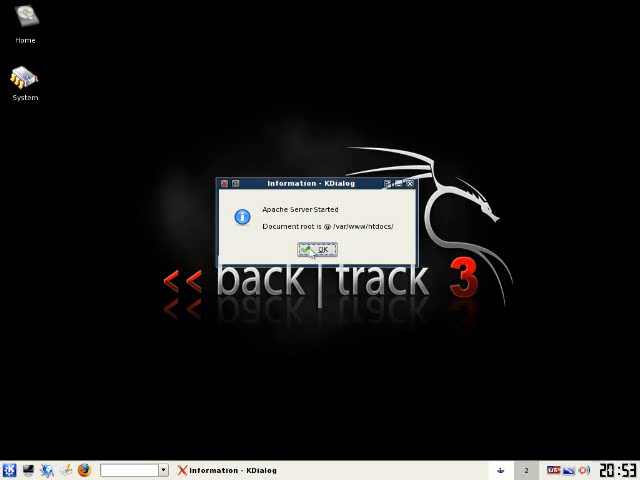 Home
System
Information - KDialog
Apache Server Started
Document root is @ /var/www/htdocs/
OK
<< back | track 3
Information - KDialog
2
20:53